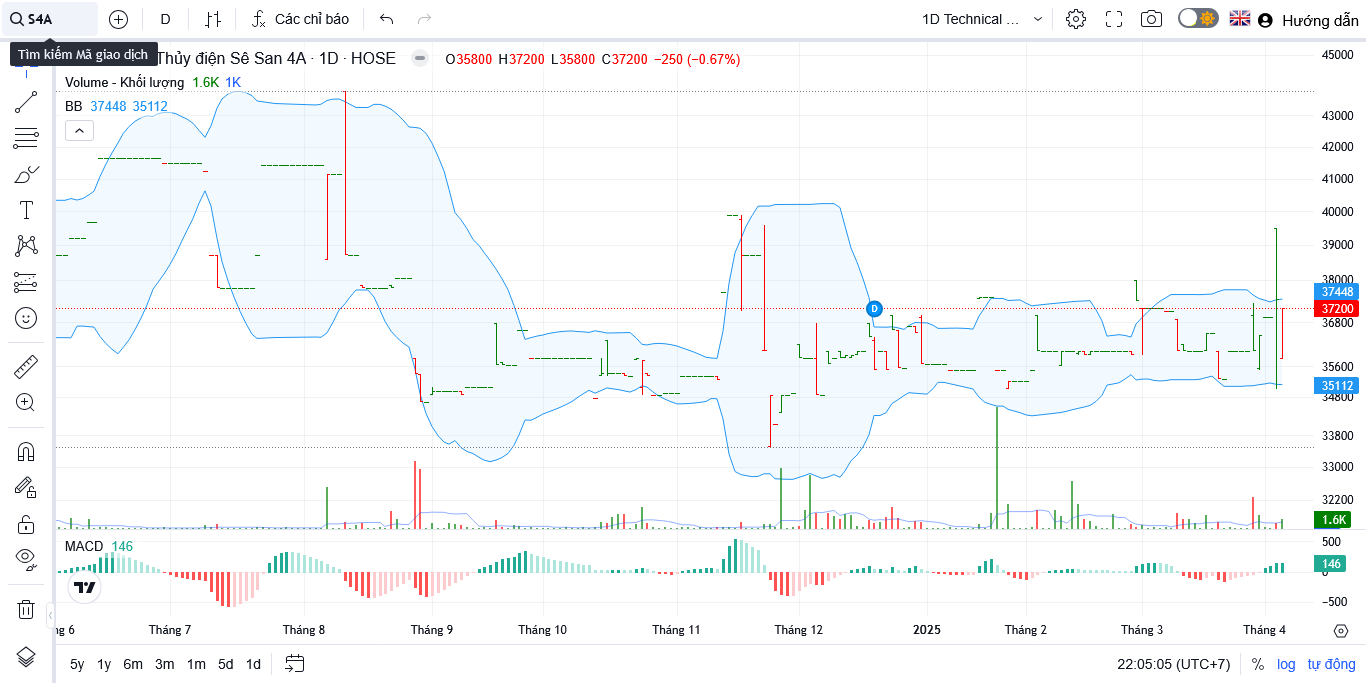 S4A D Các chỉ báo 1D Technical ... Hướng dẫn
Tìm kiếm Mã giao dịch
Thủy điện Sê San 4A · 1D · HOSE O35800 H37200 L35800 C37200 −250 (−0.67%)
Volume - Khối lượng 1.6K 1K
BB 37448 35112
45000
43000
42000
41000
40000
39000
38000
37448
37200
36800
35600
35112
34800
33800
33000
32200
1.6K
D
MACD 146
500
146
0
−500
ng 6 Tháng 7 Tháng 8 Tháng 9 Tháng 10 Tháng 11 Tháng 12 2025 Tháng 2 Tháng 3 Tháng 4
5y 1y 6m 3m 1m 5d 1d 22:05:05 (UTC+7) % log tự động